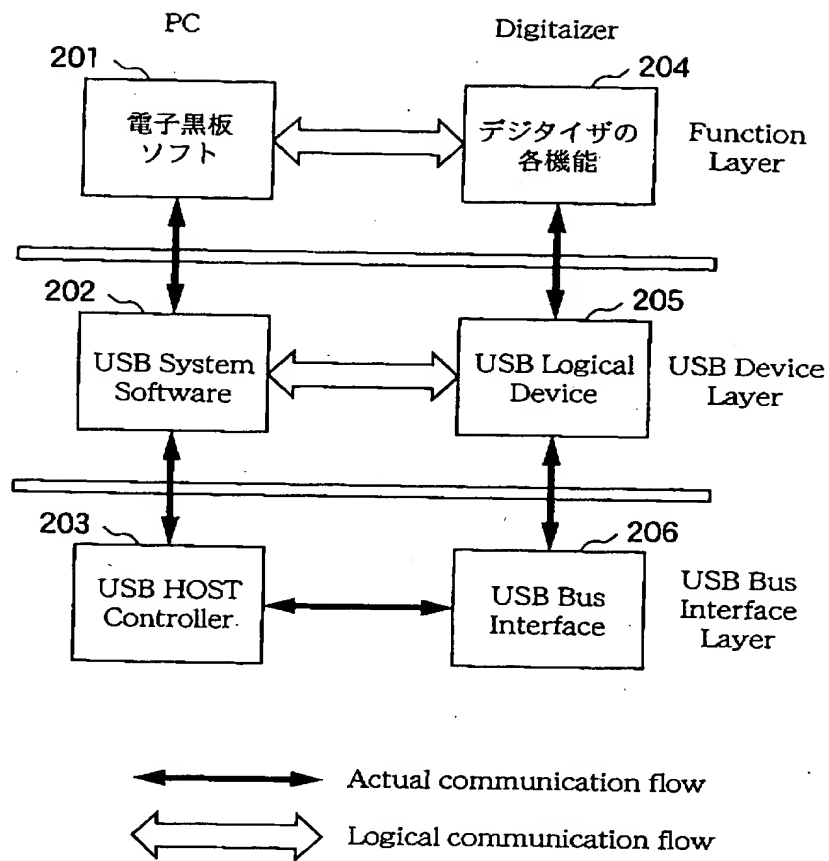 PC
Digitaizer
201
204
電子黒板
ソフト
デジタイザの
各機能
Function
Layer
202
205
USB System
Software
USB Logical
Device
USB Device
Layer
203
206
USB HOST
Controller
USB Bus
Interface
USB Bus
Interface
Layer
Actual communication flow
Logical communication flow